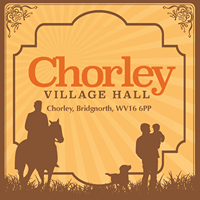 Chorley
VILLAGE HALL
Chorley, Bridgnorth, WV16 6PP